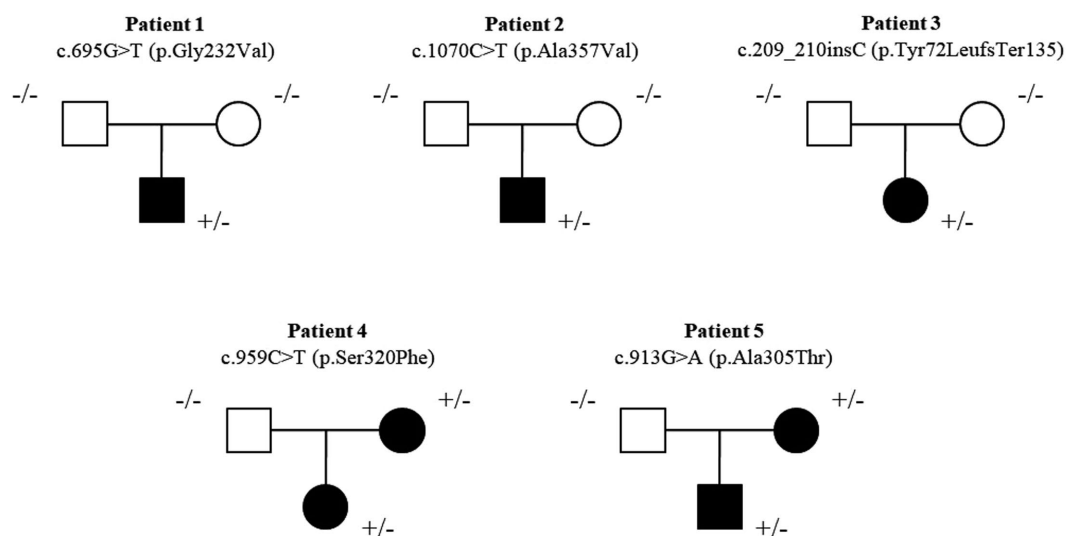 Patient 1
c.695G>T (p.Gly232Val)
-/-
-/-
+/-
Patient 2
c.1070C>T (p.Ala357Val)
-/-
-/-
+/-
Patient 3
c.209_210insC (p.Tyr72LeufsTer135)
-/-
-/-
+/-
Patient 4
c.959C>T (p.Ser320Phe)
-/-
+/-
+/-
Patient 5
c.913G>A (p.Ala305Thr)
-/-
+/-
+/-